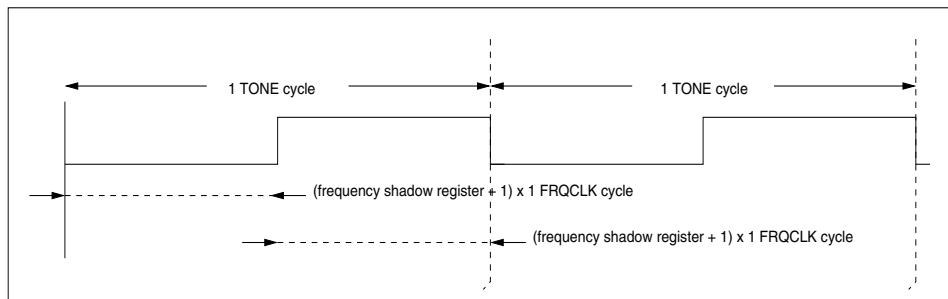 1 TONE cycle
1 TONE cycle
(frequency shadow register + 1) x 1 FRQCLK cycle
(frequency shadow register + 1) x 1 FRQCLK cycle